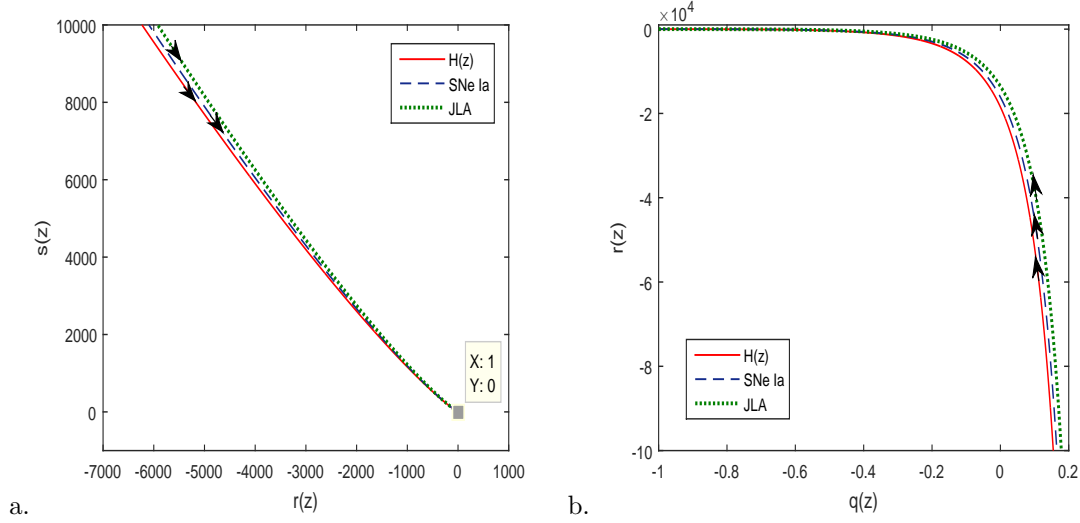 10000
8000
6000
4000
2000
0
s(z)
-7000 -6000 -5000 -4000 -3000 -2000 -1000 0 1000
r(z)
H(z)
SNe Ia
JLA
X: 1
Y: 0
a.
×10⁴
0
-2
-4
-6
-8
-10
r(z)
-1 -0.8 -0.6 -0.4 -0.2 0 0.2
q(z)
H(z)
SNe Ia
JLA
b.